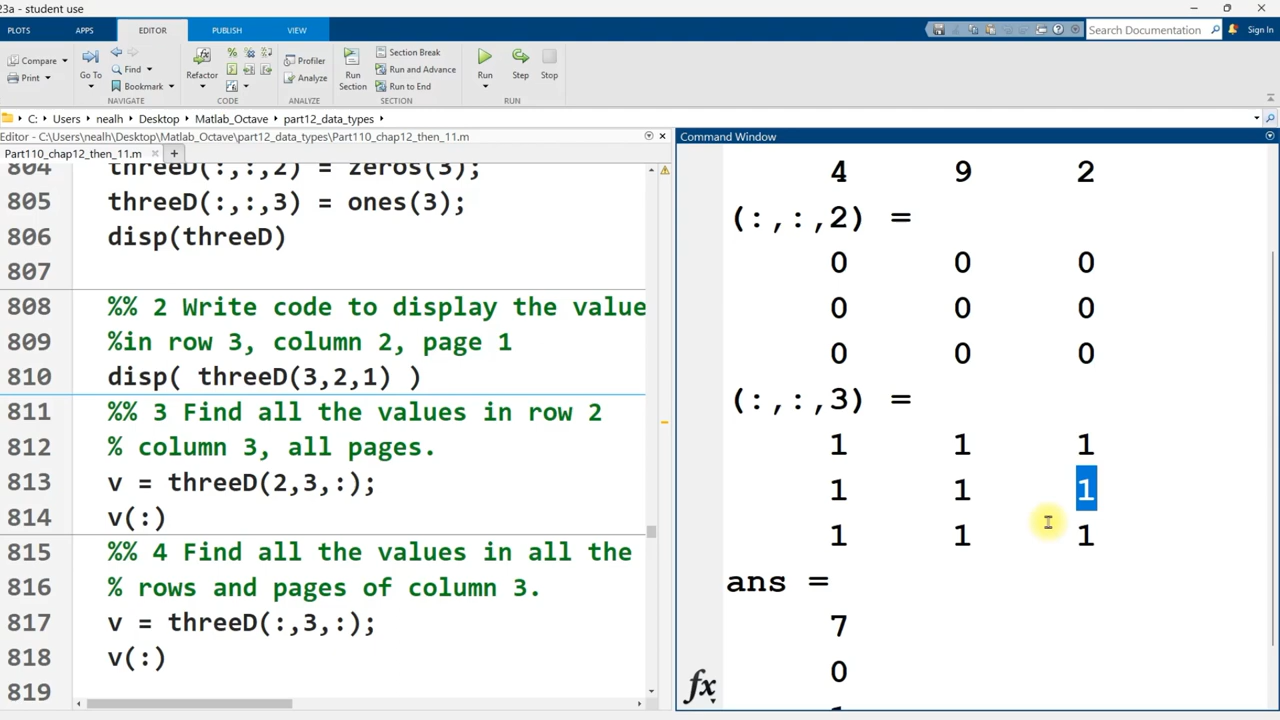 23a - student use
PLOTS APPS EDITOR PUBLISH VIEW Search Documentation Sign In
Compare Print Go To Find Bookmark Refactor Profiler Analyze Run Section Section Break Run and Advance Run to End Run Step Stop
NAVIGATE CODE ANALYZE SECTION RUN
C: Users nealh Desktop Matlab_Octave part12_data_types
Editor - C:\Users\nealh\Desktop\Matlab_Octave\part12_data_types\Part110_chap12_then_11.m
Part110_chap12_then_11.m
804 threeD(:,:,2) = zeros(3);
805 threeD(:,:,3) = ones(3);
806 disp(threeD)
807
808 %% 2 Write code to display the value
809 %in row 3, column 2, page 1
810 disp( threeD(3,2,1) )
811 %% 3 Find all the values in row 2
812 % column 3, all pages.
813 v = threeD(2,3,:);
814 v(:)
815 %% 4 Find all the values in all the
816 % rows and pages of column 3.
817 v = threeD(:,3,:);
818 v(:)
819
Command Window
4 9 2
(:,:,2) =
0 0 0
0 0 0
0 0 0
(:,:,3) =
1 1 1
1 1 1
1 1 1
ans =
7
0
fx